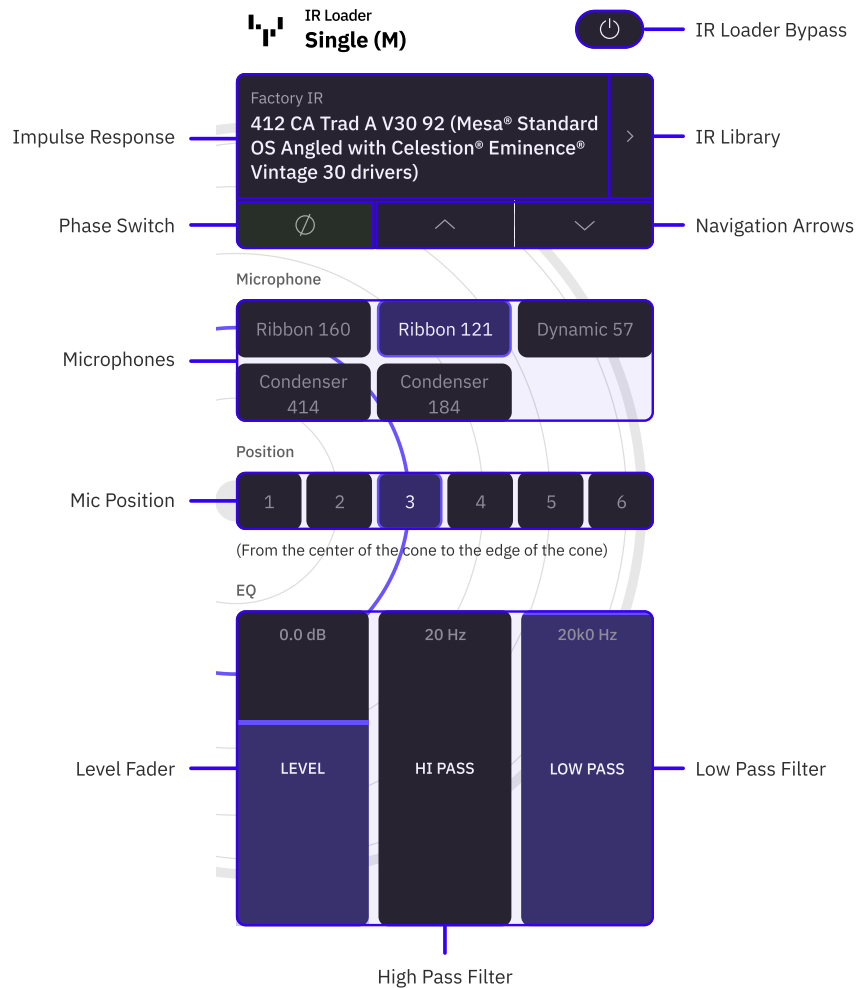 IR Loader
Single (M)
IR Loader Bypass
Factory IR
412 CA Trad A V30 92 (Mesa® Standard
OS Angled with Celestion® Eminence®
Vintage 30 drivers)
Impulse Response
IR Library
Phase Switch
Navigation Arrows
Microphone
Ribbon 160
Ribbon 121
Dynamic 57
Microphones
Condenser
414
Condenser
184
Position
Mic Position
1 2 3 4 5 6
(From the center of the cone to the edge of the cone)
EQ
0.0 dB
20 Hz
20k0 Hz
Level Fader
LEVEL
HI PASS
LOW PASS
Low Pass Filter
High Pass Filter